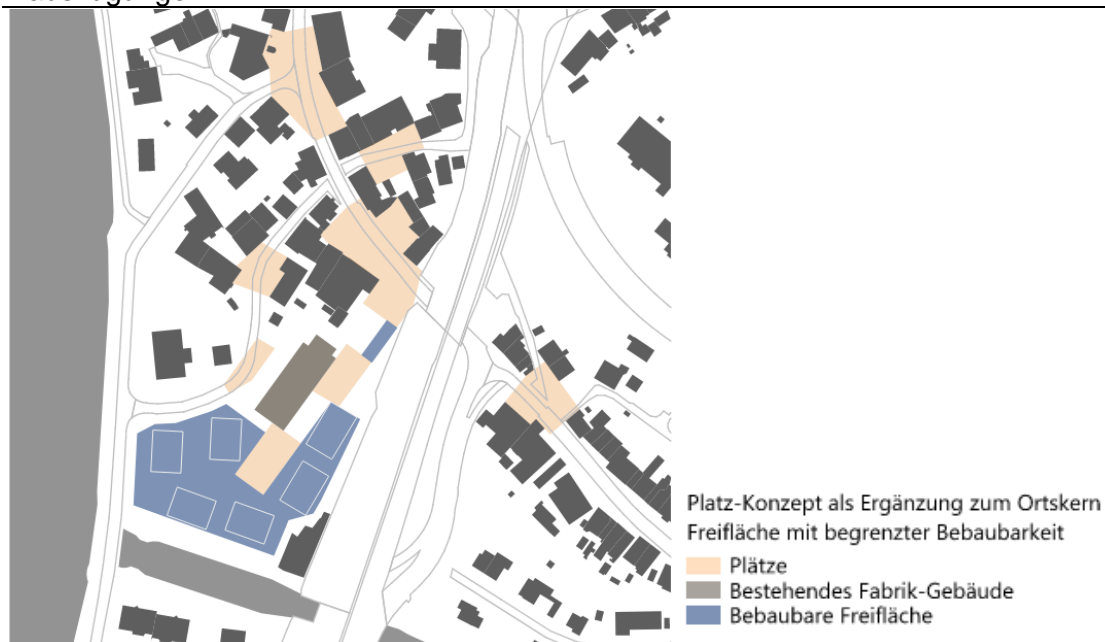 Platz-Konzept als Ergänzung zum Ortskern
Freifläche mit begrenzter Bebaubarkeit
Plätze
Bestehendes Fabrik-Gebäude
Bebaubare Freifläche